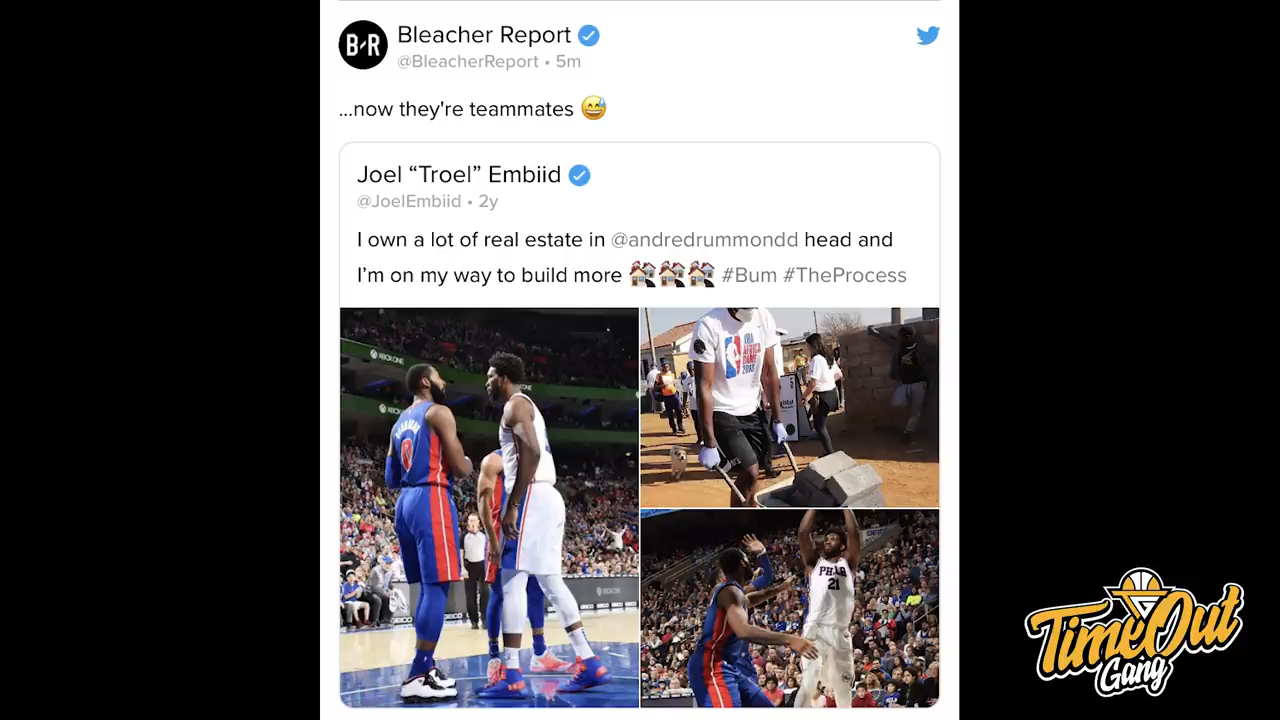 B/R
Bleacher Report
@BleacherReport • 5m
...now they're teammates 😅
Joel “Troel” Embiid
@JoelEmbiid • 2y
I own a lot of real estate in @andredrummondd head and
I’m on my way to build more 🏘🏘🏘 #Bum #TheProcess
XBOX ONE
0
NBA
AFRICA
GAME
2018
PHILA
21
TimeOut
Gang